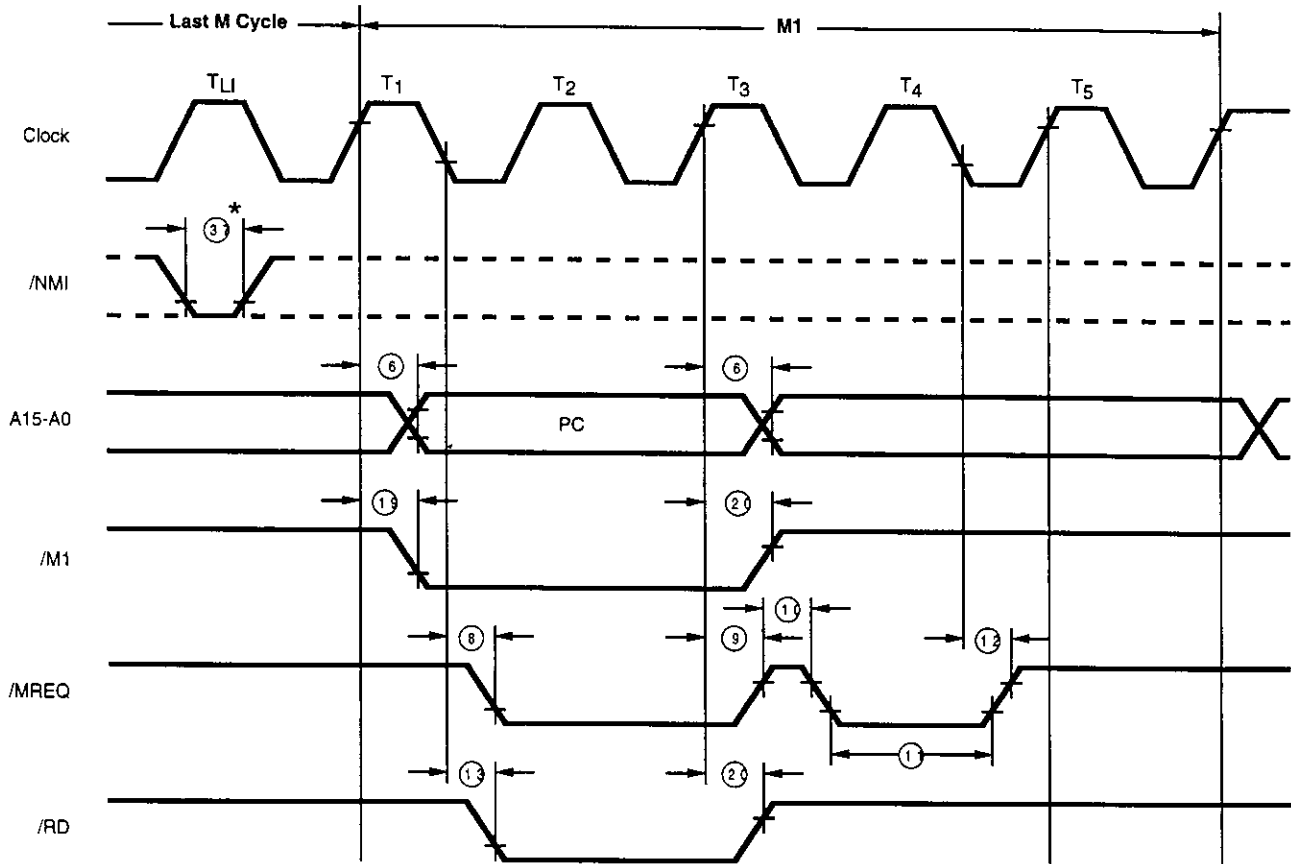 Last M Cycle M1
TLI T1 T2 T3 T4 T5
Clock
37*
/NMI
6 6
A15-A0 PC
19 20
/M1
10
8 9 12
/MREQ
11
13 20
/RD